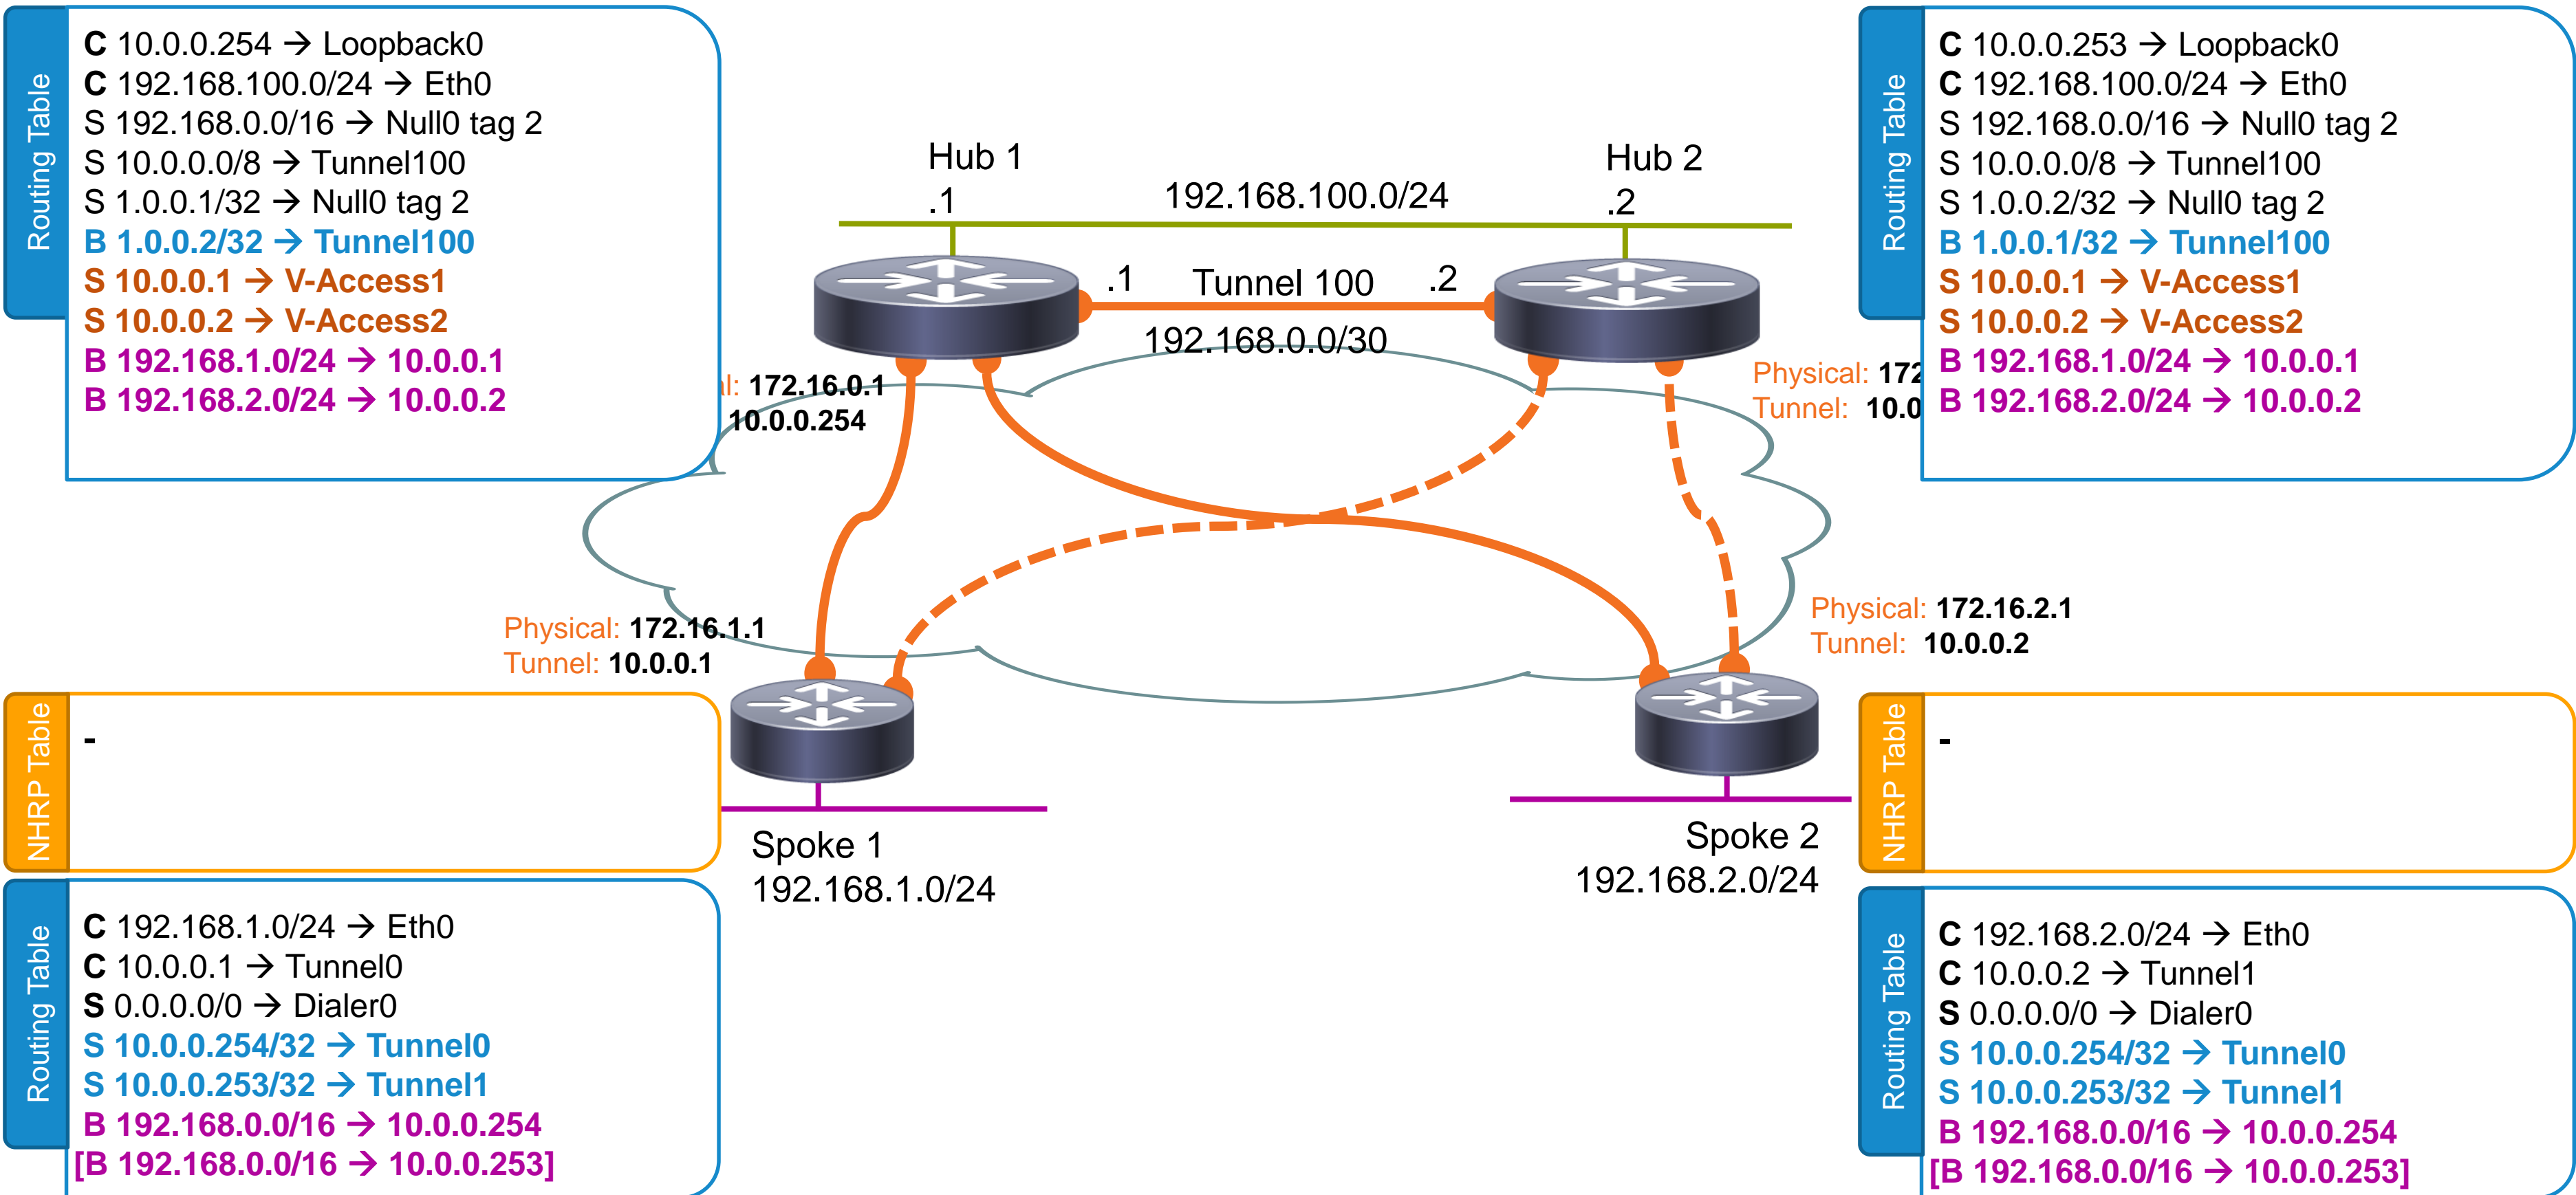 Routing Table
C 10.0.0.254 → Loopback0
C 192.168.100.0/24 → Eth0
S 192.168.0.0/16 → Null0 tag 2
S 10.0.0.0/8 → Tunnel100
S 1.0.0.1/32 → Null0 tag 2
B 1.0.0.2/32 → Tunnel100
S 10.0.0.1 → V-Access1
S 10.0.0.2 → V-Access2
B 192.168.1.0/24 → 10.0.0.1
B 192.168.2.0/24 → 10.0.0.2
Routing Table
C 10.0.0.253 → Loopback0
C 192.168.100.0/24 → Eth0
S 192.168.0.0/16 → Null0 tag 2
S 10.0.0.0/8 → Tunnel100
S 1.0.0.2/32 → Null0 tag 2
B 1.0.0.1/32 → Tunnel100
S 10.0.0.1 → V-Access1
S 10.0.0.2 → V-Access2
B 192.168.1.0/24 → 10.0.0.1
B 192.168.2.0/24 → 10.0.0.2
Hub 1
.1
192.168.100.0/24
Hub 2
.2
.1 Tunnel 100 .2
192.168.0.0/30
l: 172.16.0.1
10.0.0.254
Physical: 172
Tunnel: 10.0
Physical: 172.16.1.1
Tunnel: 10.0.0.1
Physical: 172.16.2.1
Tunnel: 10.0.0.2
NHRP Table
-
NHRP Table
-
Spoke 1
192.168.1.0/24
Spoke 2
192.168.2.0/24
Routing Table
C 192.168.1.0/24 → Eth0
C 10.0.0.1 → Tunnel0
S 0.0.0.0/0 → Dialer0
S 10.0.0.254/32 → Tunnel0
S 10.0.0.253/32 → Tunnel1
B 192.168.0.0/16 → 10.0.0.254
[B 192.168.0.0/16 → 10.0.0.253]
Routing Table
C 192.168.2.0/24 → Eth0
C 10.0.0.2 → Tunnel1
S 0.0.0.0/0 → Dialer0
S 10.0.0.254/32 → Tunnel0
S 10.0.0.253/32 → Tunnel1
B 192.168.0.0/16 → 10.0.0.254
[B 192.168.0.0/16 → 10.0.0.253]